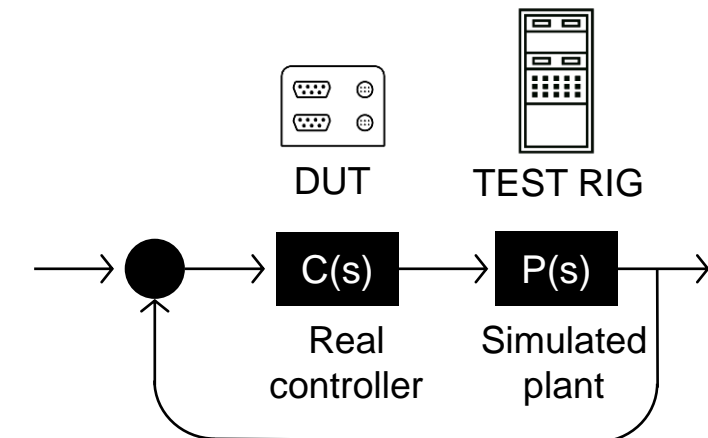 DUT
TEST RIG
C(s)
P(s)
Real
controller
Simulated
plant